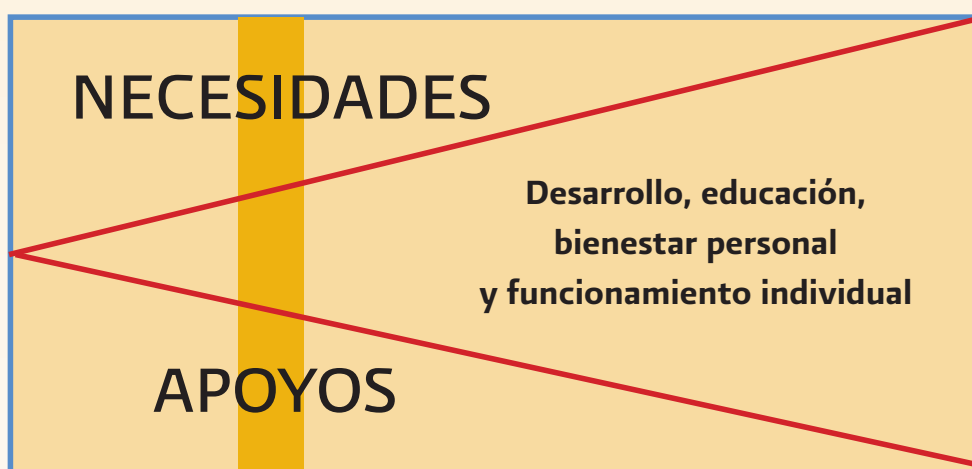 NECESIDADES
Desarrollo, educación,
bienestar personal
y funcionamiento individual
APOYOS